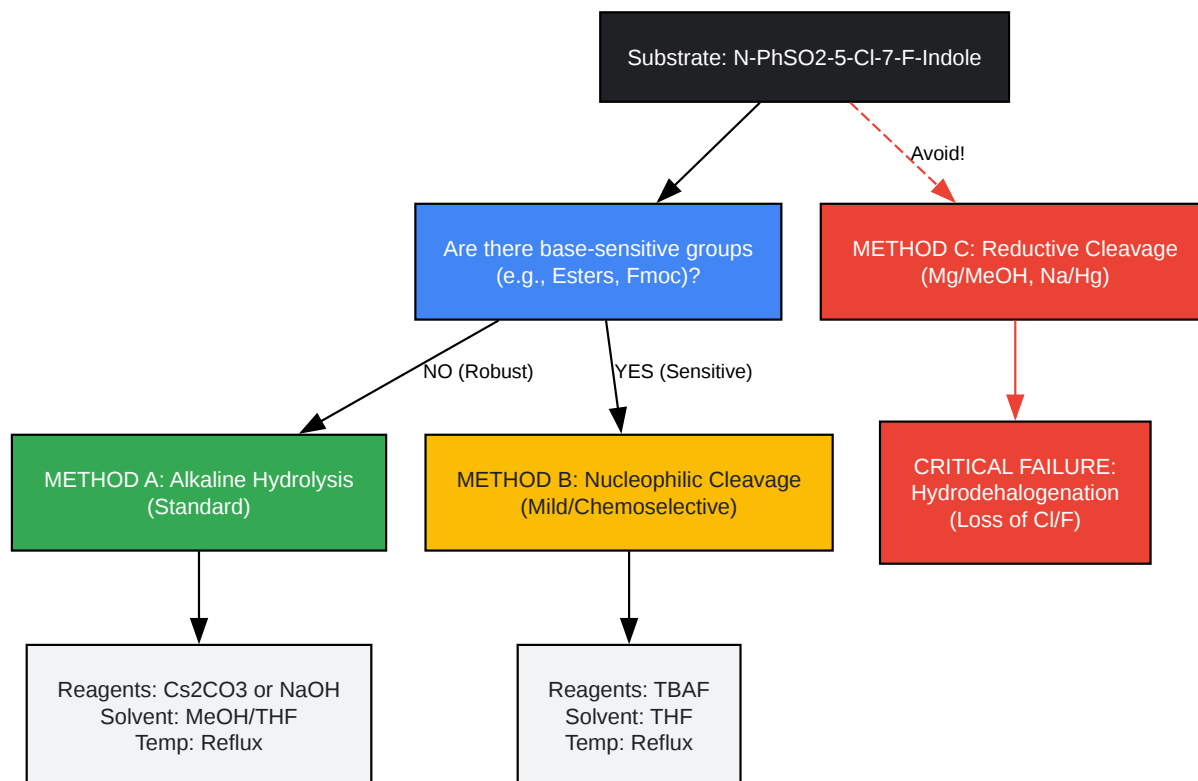 Substrate: N-PhSO2-5-Cl-7-F-Indole
Avoid!
Are there base-sensitive groups
(e.g., Esters, Fmoc)?
METHOD C: Reductive Cleavage
(Mg/MeOH, Na/Hg)
NO (Robust)
YES (Sensitive)
METHOD A: Alkaline Hydrolysis
(Standard)
METHOD B: Nucleophilic Cleavage
(Mild/Chemoselective)
CRITICAL FAILURE:
Hydrodehalogenation
(Loss of Cl/F)
Reagents: Cs2CO3 or NaOH
Solvent: MeOH/THF
Temp: Reflux
Reagents: TBAF
Solvent: THF
Temp: Reflux